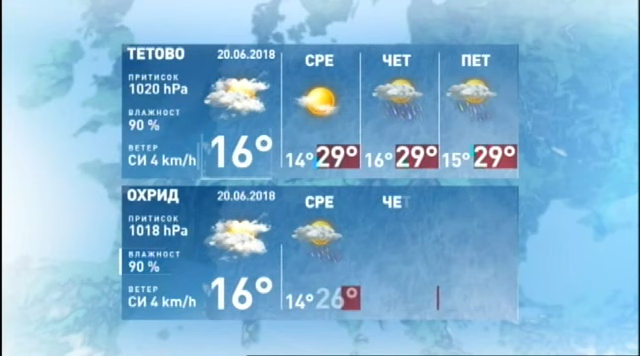 ТЕТОВО 20.06.2018
ПРИТИСОК
1020 hPa
ВЛАЖНОСТ
90 %
ВЕТЕР
СИ 4 km/h
16°
СРЕ
14° 29°
ЧЕТ
16° 29°
ПЕТ
15° 29°
ОХРИД 20.06.2018
ПРИТИСОК
1018 hPa
ВЛАЖНОСТ
90 %
ВЕТЕР
СИ 4 km/h
16°
СРЕ
14° 26°
ЧЕТ